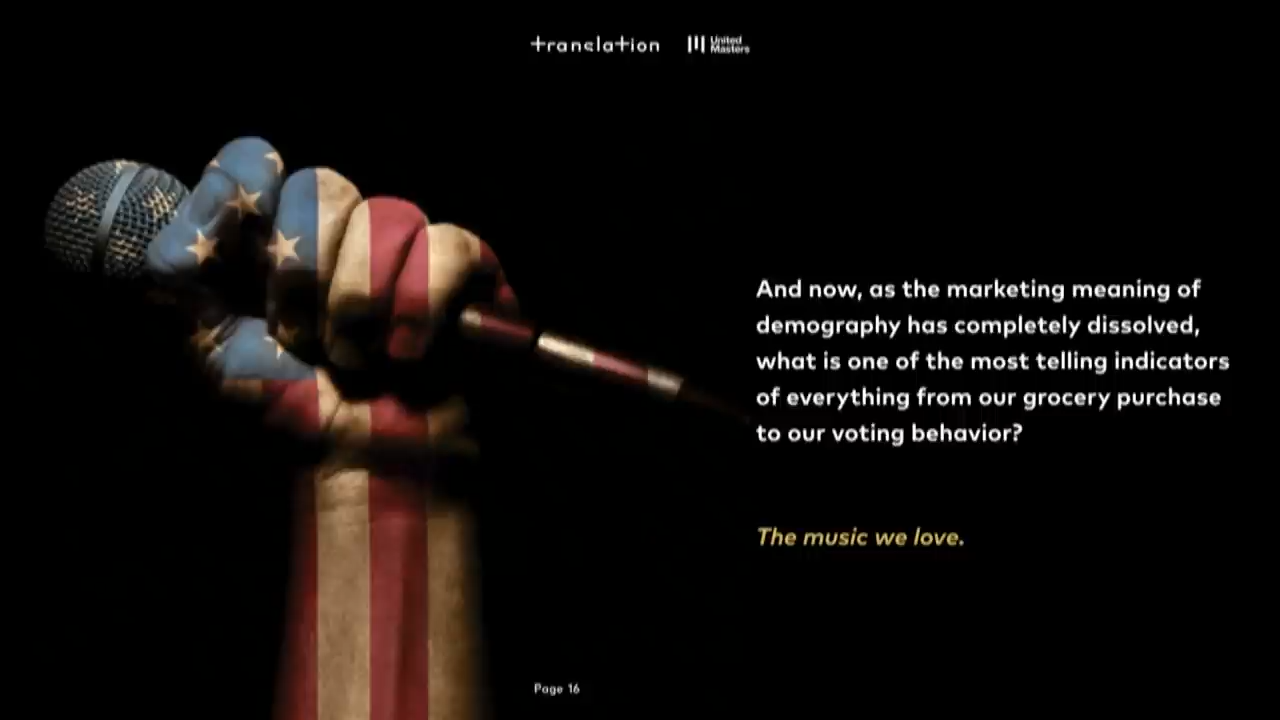 translation
United
Masters
And now, as the marketing meaning of
demography has completely dissolved,
what is one of the most telling indicators
of everything from our grocery purchase
to our voting behavior?
The music we love.
Page 16